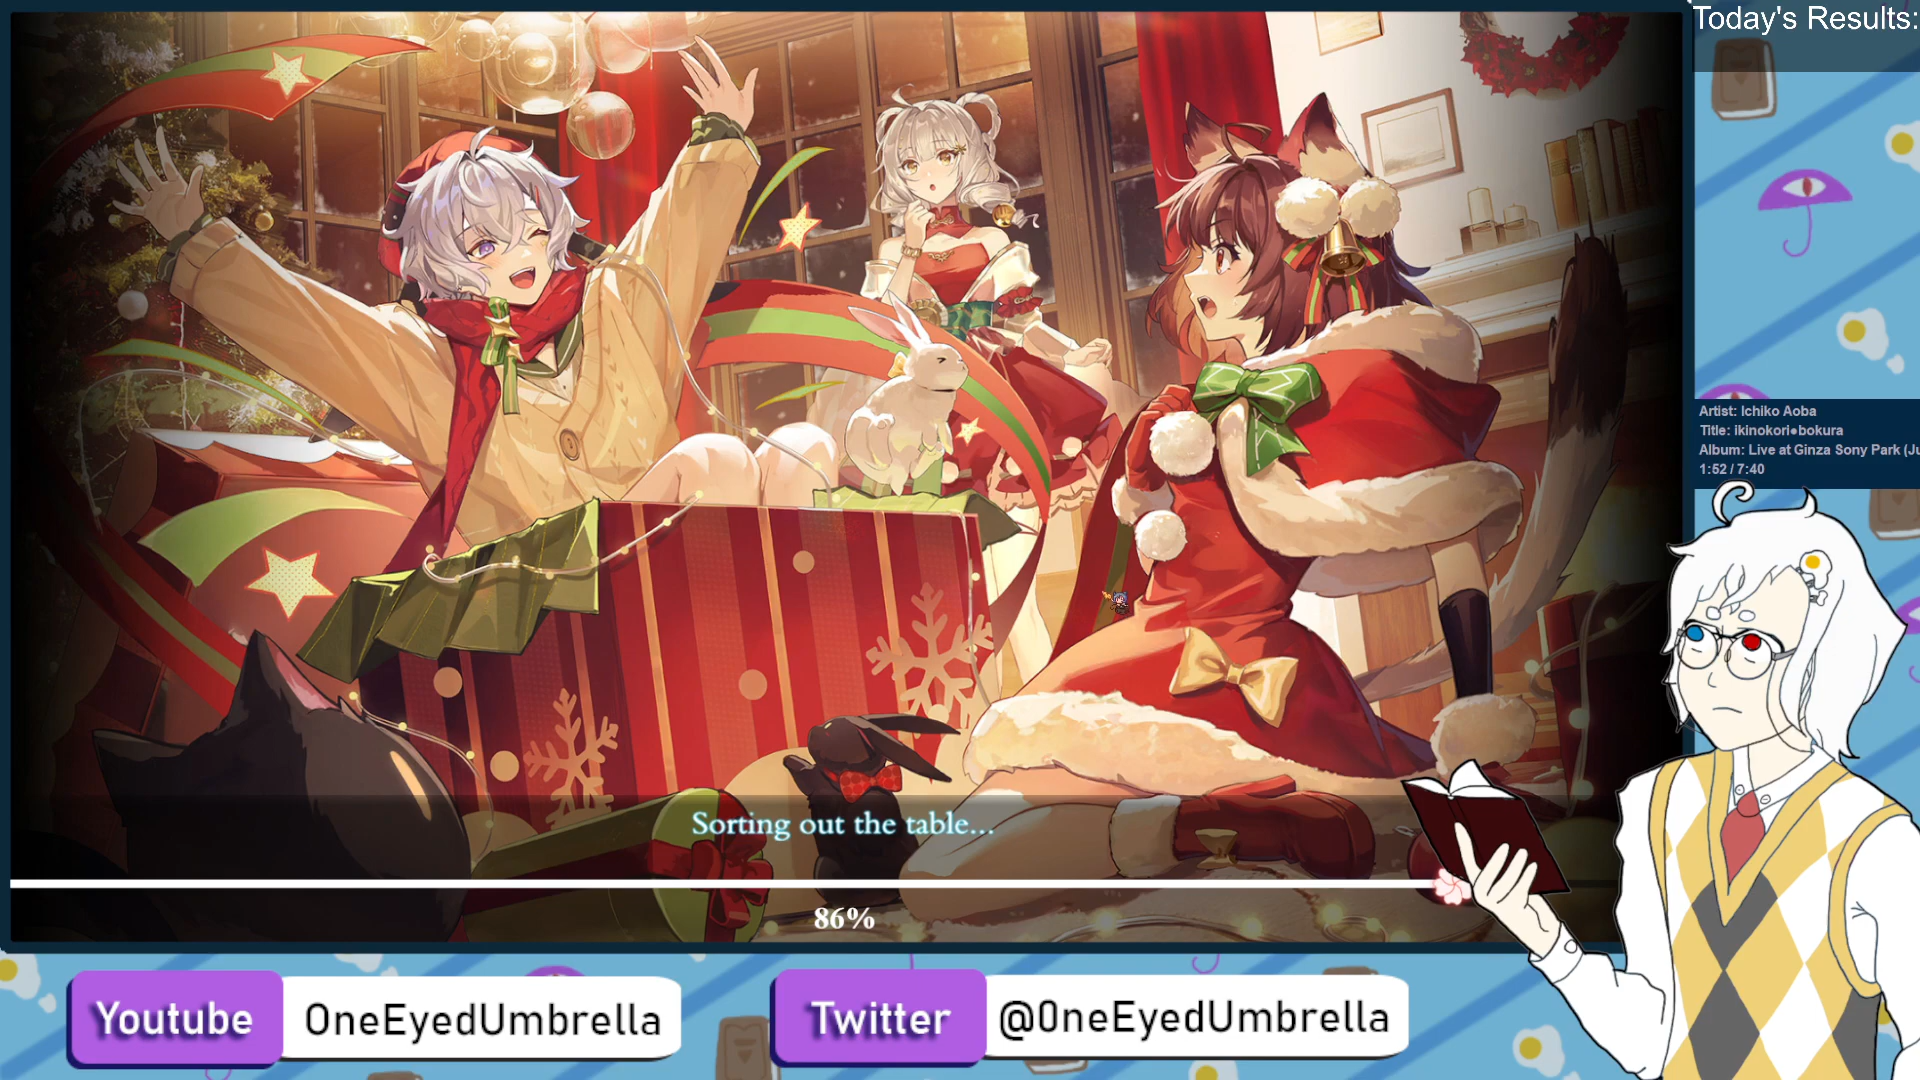 Today's Results:
Artist: Ichiko Aoba
Title: ikinokori●bokura
Album: Live at Ginza Sony Park (Ju
1:52 / 7:40
Sorting out the table...
86%
Youtube
OneEyedUmbrella
Twitter
@0neEyedUmbrella